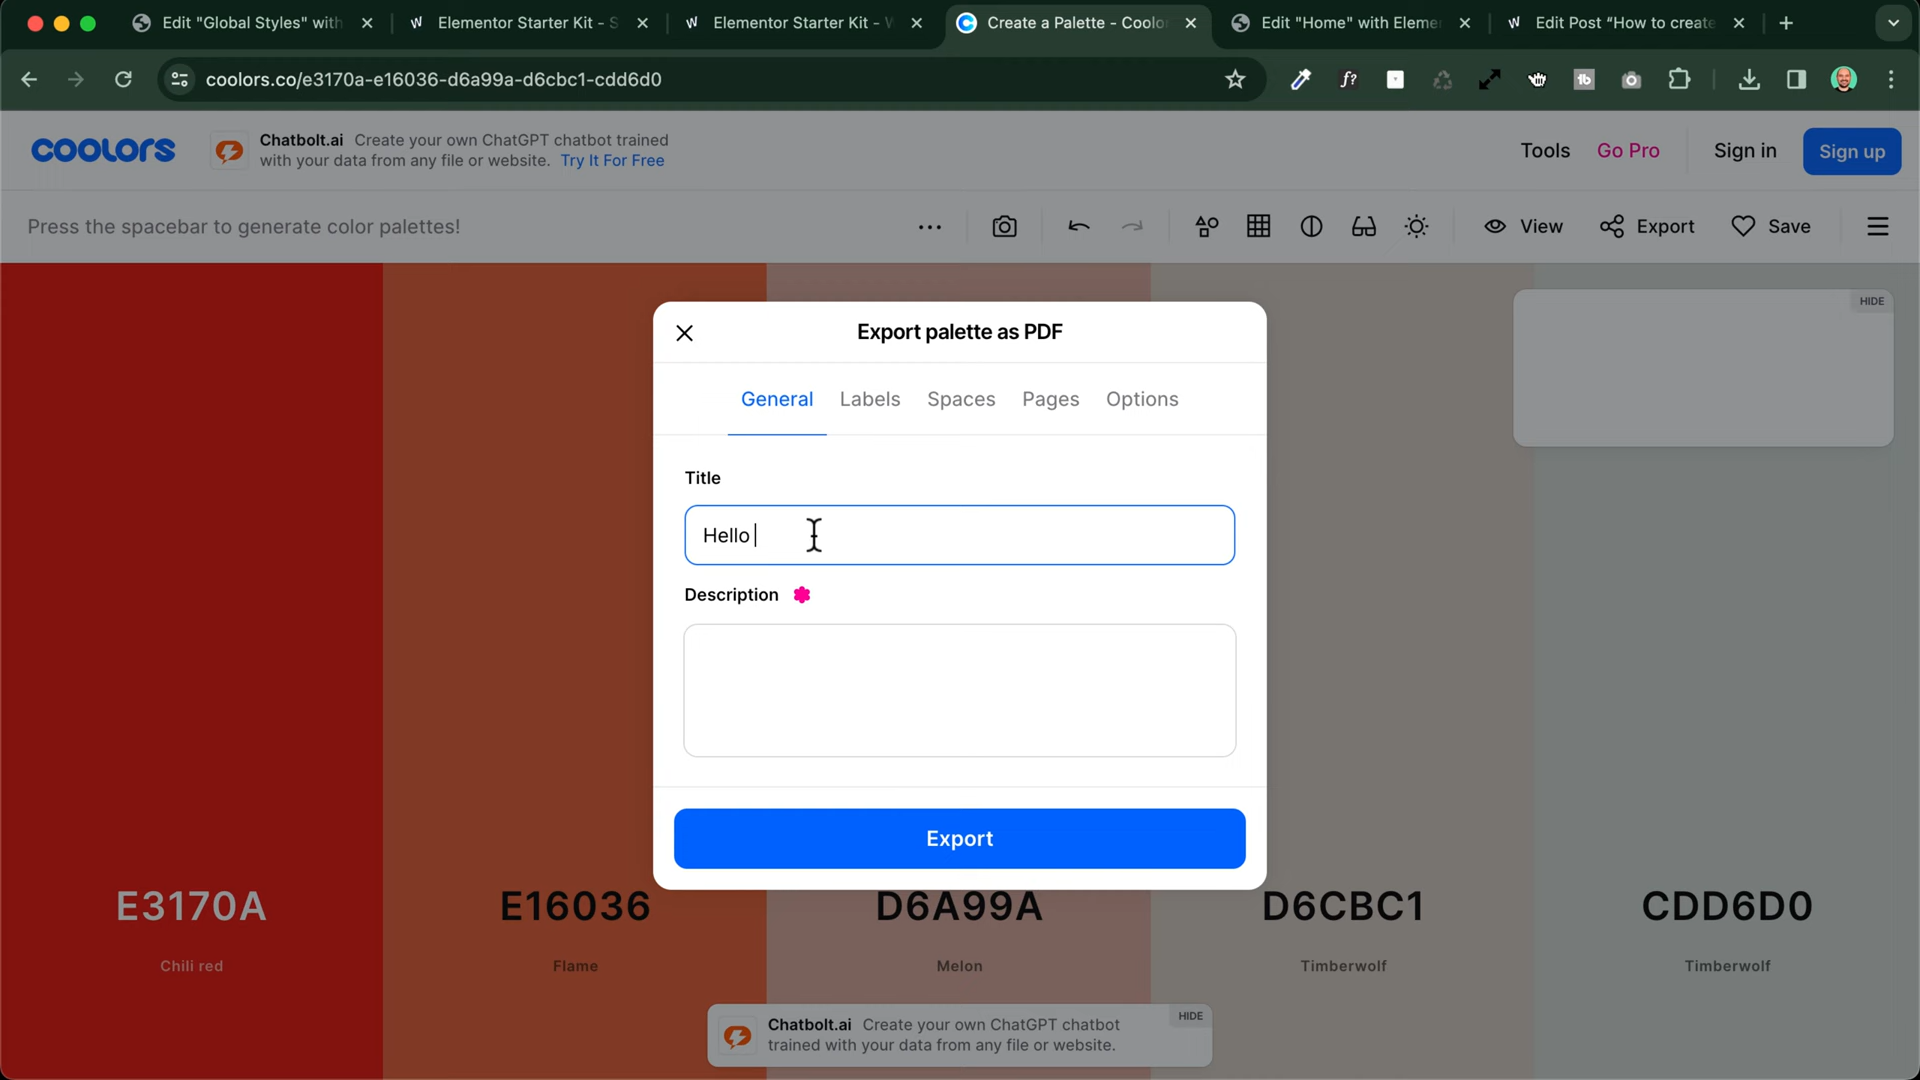 Edit "Global Styles" with
Elementor Starter Kit - S
Elementor Starter Kit - W
Create a Palette - Coolor
Edit "Home" with Eleme
Edit Post "How to create
coolors.co/e3170a-e16036-d6a99a-d6cbc1-cdd6d0
f?
tb
coolors
Chatbolt.ai Create your own ChatGPT chatbot trained
with your data from any file or website. Try It For Free
Tools
Go Pro
Sign in
Sign up
Press the spacebar to generate color palettes!
View
Export
Save
HIDE
Export palette as PDF
General
Labels
Spaces
Pages
Options
Title
Hello
Description
Export
E3170A
E16036
D6A99A
D6CBC1
CDD6D0
Chili red
Flame
Melon
Timberwolf
Timberwolf
HIDE
Chatbolt.ai Create your own ChatGPT chatbot
trained with your data from any file or website.